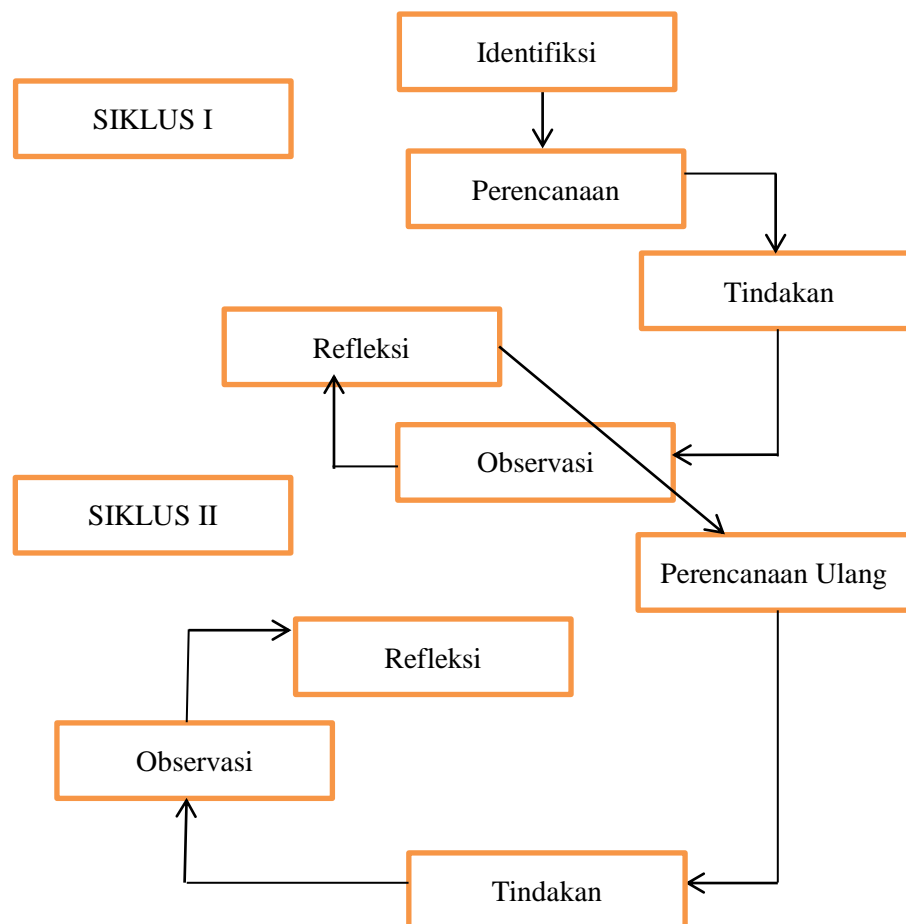 Identifiksi
SIKLUS I
Perencanaan
Tindakan
Refleksi
Observasi
SIKLUS II
Perencanaan Ulang
Refleksi
Observasi
Tindakan